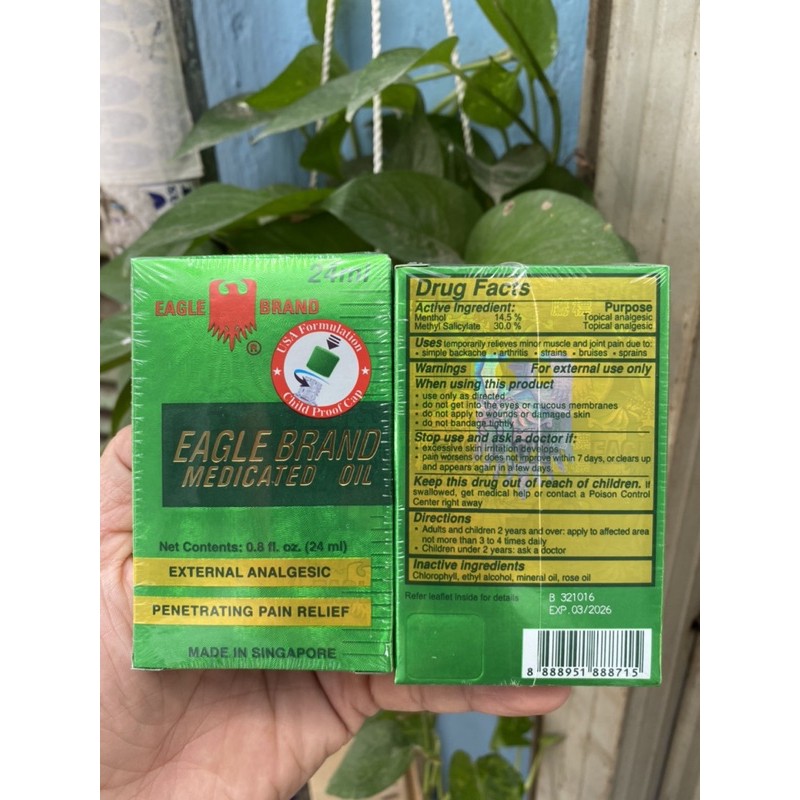 24ml
EAGLE BRAND
®
USA Formulation
Child Proof Cap
EAGLE BRAND
MEDICATED OIL
Net Contents: 0.8 fl. oz. (24 ml)
EXTERNAL ANALGESIC
PENETRATING PAIN RELIEF
MADE IN SINGAPORE
Drug Facts
Active Ingredient: Purpose
Menthol 14.5 % Topical analgesic
Methyl Salicylate 30.0 % Topical analgesic
Uses temporarily relieves minor muscle and joint pain due to:
• simple backache • arthritis • strains • bruises • sprains
Warnings For external use only
When using this product
• use only as directed
• do not get into the eyes or mucous membranes
• do not apply to wounds or damaged skin
• do not bandage tightly
Stop use and ask a doctor if:
• excessive skin irritation develops
• pain worsens or does not improve within 7 days, or clears up
and appears again in a few days
Keep this drug out of reach of children. If
swallowed, get medical help or contact a Poison Control
Center right away
Directions
• Adults and children 2 years and over: apply to affected area
not more than 3 to 4 times daily
• Children under 2 years: ask a doctor
Inactive ingredients
Chlorophyll, ethyl alcohol, mineral oil, rose oil
Refer leaflet inside for details
B 321016
EXP. 03/2026
8 888951 888715